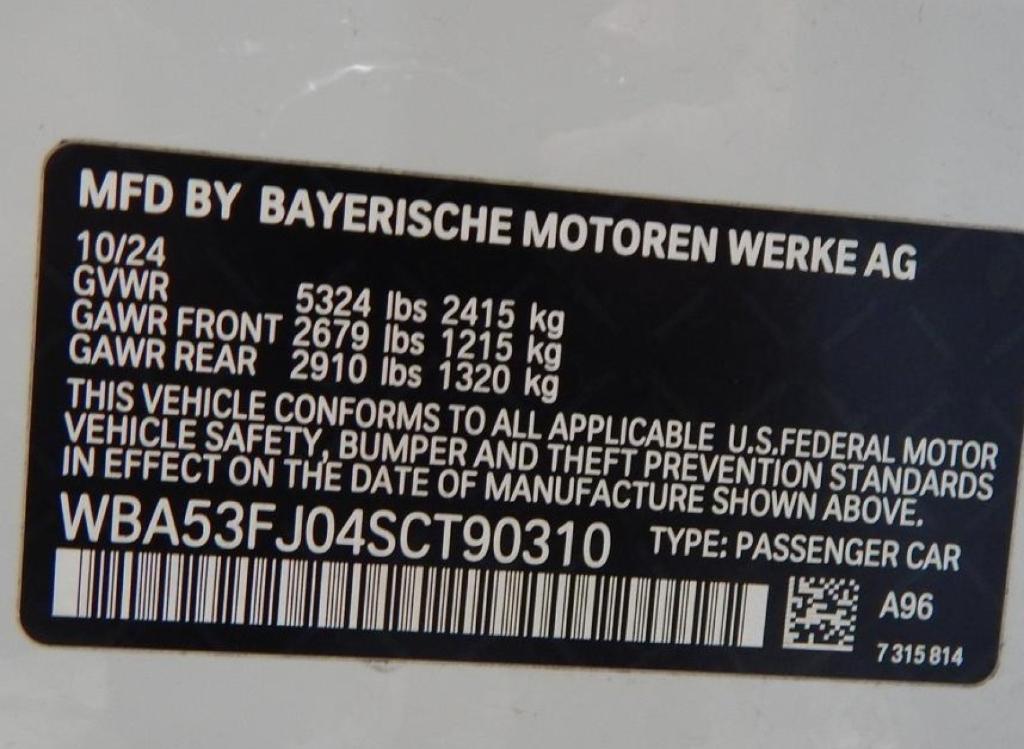 MFD BY BAYERISCHE MOTOREN WERKE AG
10/24
GVWR 5324 lbs 2415 kg
GAWR FRONT 2679 lbs 1215 kg
GAWR REAR 2910 lbs 1320 kg
THIS VEHICLE CONFORMS TO ALL APPLICABLE U.S.FEDERAL MOTOR
VEHICLE SAFETY, BUMPER AND THEFT PREVENTION STANDARDS
IN EFFECT ON THE DATE OF MANUFACTURE SHOWN ABOVE.
WBA53FJ04SCT90310 TYPE: PASSENGER CAR
A96
7 315 814